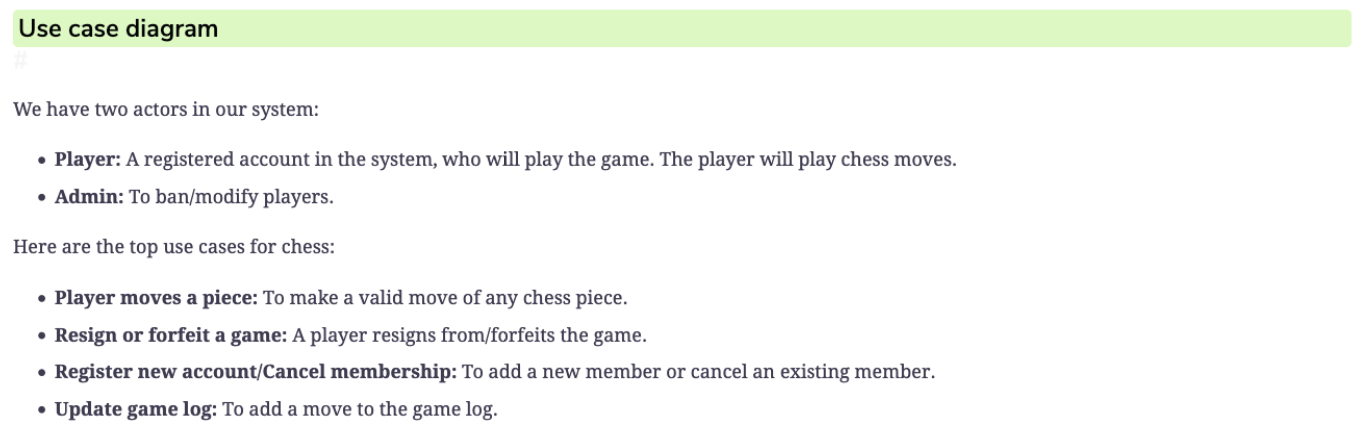 Use case diagram
#
We have two actors in our system:
• Player: A registered account in the system, who will play the game. The player will play chess moves.
• Admin: To ban/modify players.
Here are the top use cases for chess:
• Player moves a piece: To make a valid move of any chess piece.
• Resign or forfeit a game: A player resigns from/forfeits the game.
• Register new account/Cancel membership: To add a new member or cancel an existing member.
• Update game log: To add a move to the game log.